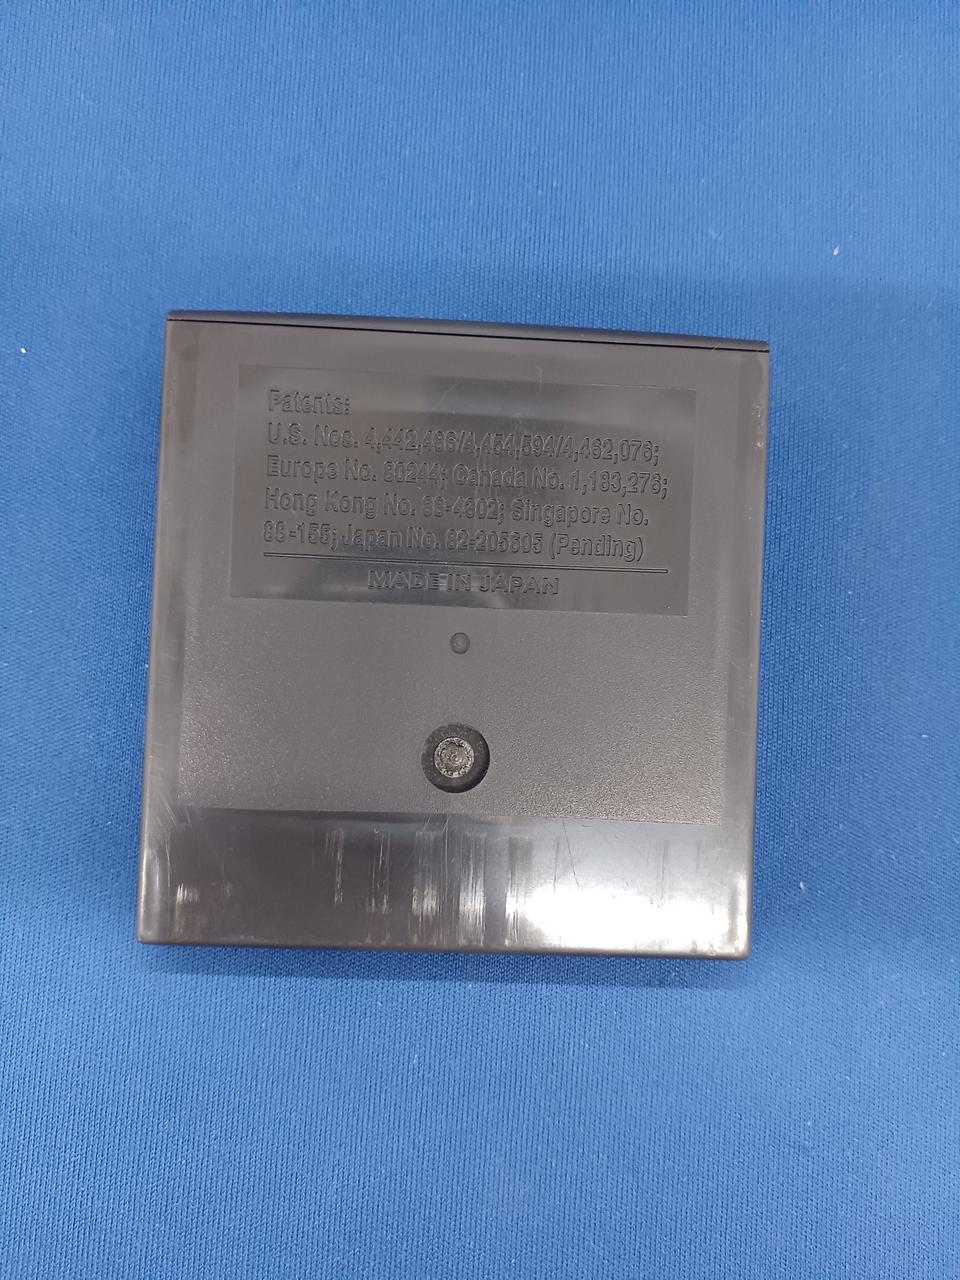 Patents:
U.S. Nos. 4,442,486/4,454,594/4,462,076;
Europe No. 80244; Canada No. 1,183,276;
Hong Kong No. 88-4302; Singapore No.
88-155; Japan No. 82-205605 (Pending)
MADE IN JAPAN